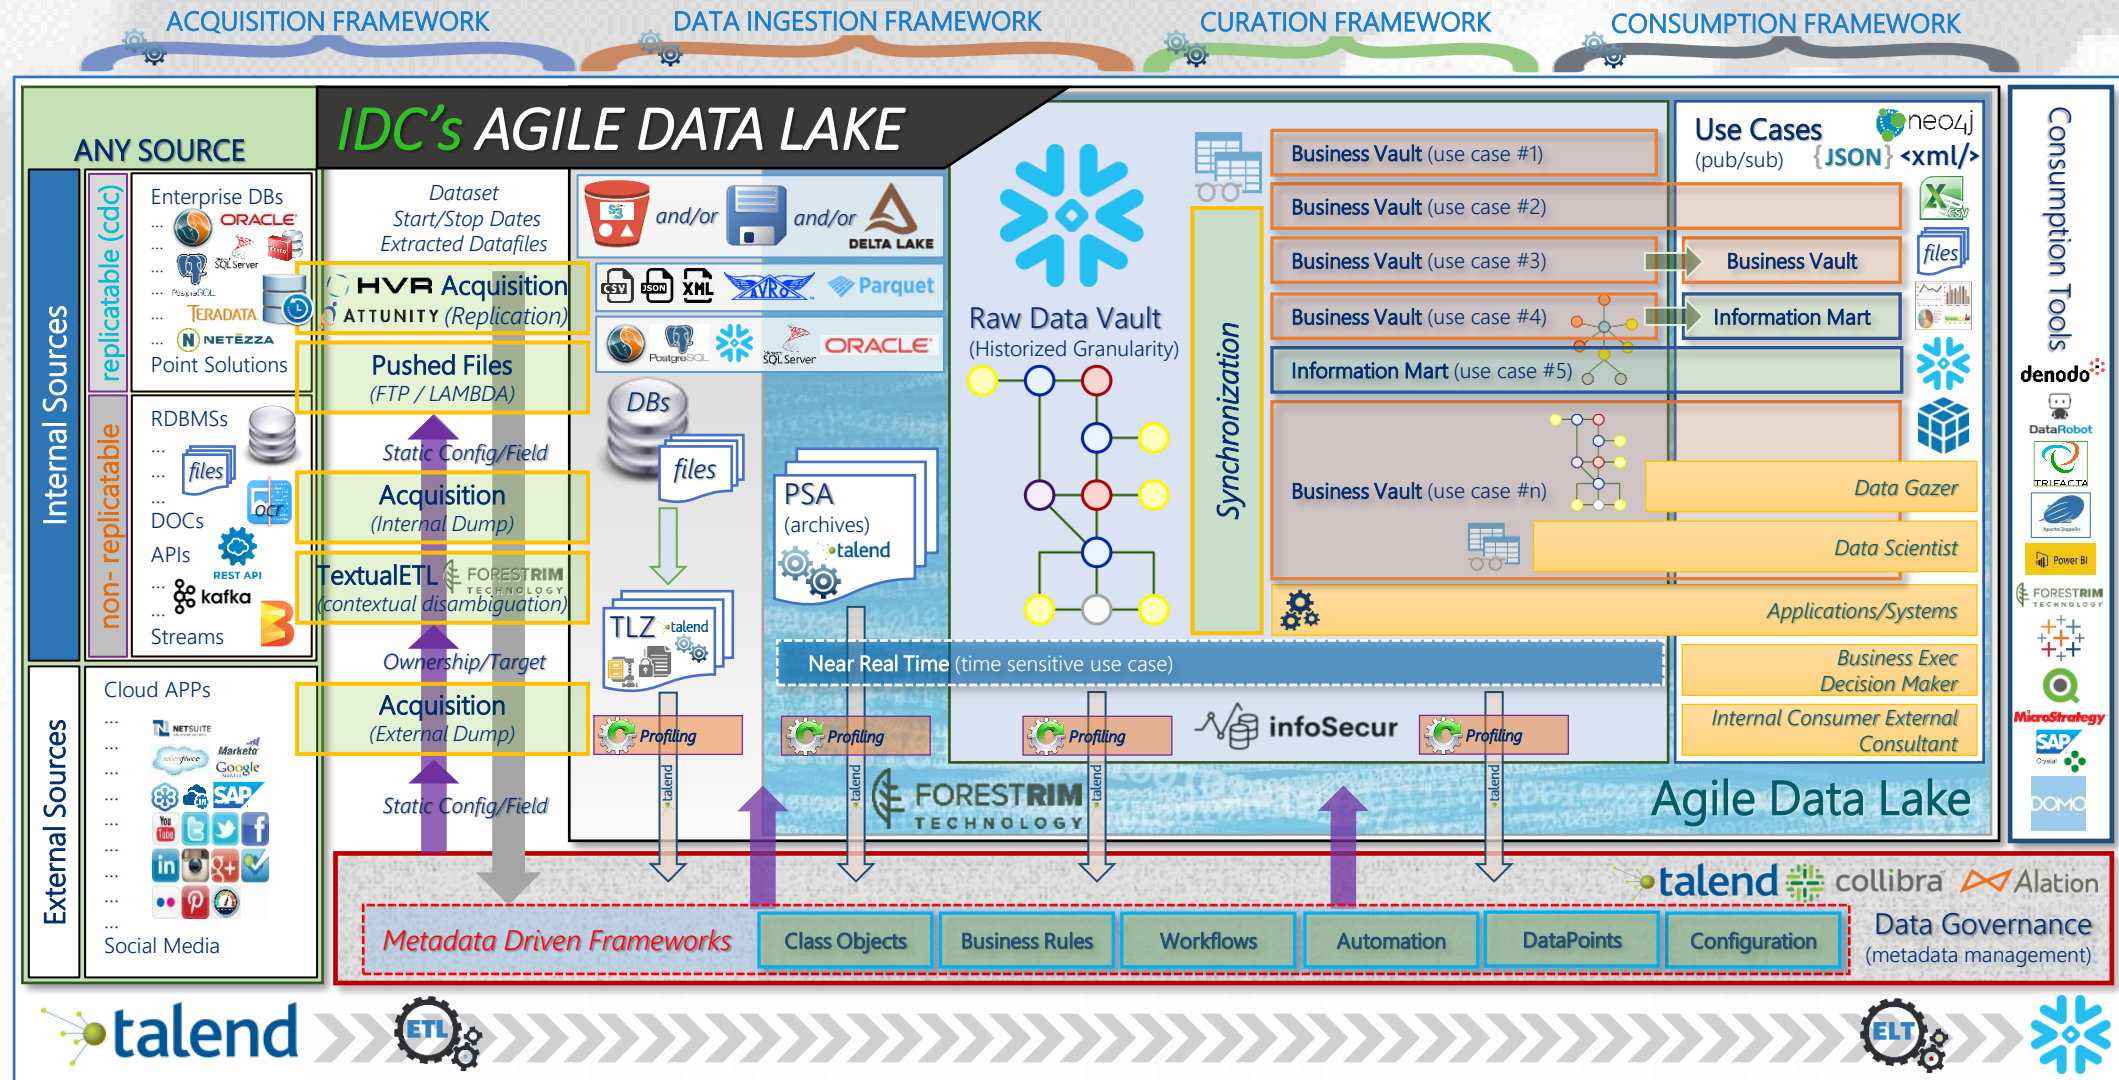 ACQUISITION FRAMEWORK
DATA INGESTION FRAMEWORK
CURATION FRAMEWORK
CONSUMPTION FRAMEWORK
IDC's AGILE DATA LAKE
ANY SOURCE
Internal Sources
replicatable (cdc)
Enterprise DBs
...
ORACLE
...
SQL Server
...
PostgreSQL
...
TERADATA
...
NETEZZA
Point Solutions
non- replicatable
RDBMSs
...
files
...
ocr
DOCs
APIs
REST API
...
kafka
...
Streams
External Sources
Cloud APPs
...
NETSUITE
...
salesforce
Marketo
Google
...
SAP
...
You Tube
...
in
g+
...
...
Social Media
Dataset
Start/Stop Dates
Extracted Datafiles
HVR Acquisition
ATTUNITY (Replication)
Pushed Files
(FTP / LAMBDA)
Static Config/Field
Acquisition
(Internal Dump)
TextualETL FORESTRIM TECHNOLOGY
(contextual disambiguation)
Ownership/Target
Acquisition
(External Dump)
Static Config/Field
S3
and/or
and/or
DELTA LAKE
CSV
JSON
XML
AVRO
Parquet
PostgreSQL
SQL Server
ORACLE
DBs
files
TLZ
talend
PSA
(archives)
talend
Raw Data Vault
(Historized Granularity)
Synchronization
Business Vault (use case #1)
Business Vault (use case #2)
Business Vault (use case #3)
Business Vault
Business Vault (use case #4)
Information Mart
Information Mart (use case #5)
Business Vault (use case #n)
Use Cases
(pub/sub)
neo4j
{JSON}
<xml/>
CSV
files
Data Gazer
Data Scientist
Applications/Systems
Business Exec
Decision Maker
Internal Consumer External
Consultant
Near Real Time (time sensitive use case)
Profiling
Profiling
Profiling
infoSecur
Profiling
talend
talend
talend
talend
FORESTRIM
TECHNOLOGY
Agile Data Lake
Consumption Tools
denodo
DataRobot
TRIFACTA
Apache Zeppelin
Power BI
FORESTRIM
TECHNOLOGY
MicroStrategy
SAP
Crystal
DOMO
talend
collibra
Alation
Data Governance
(metadata management)
Metadata Driven Frameworks
Class Objects
Business Rules
Workflows
Automation
DataPoints
Configuration
talend
ETL
ELT